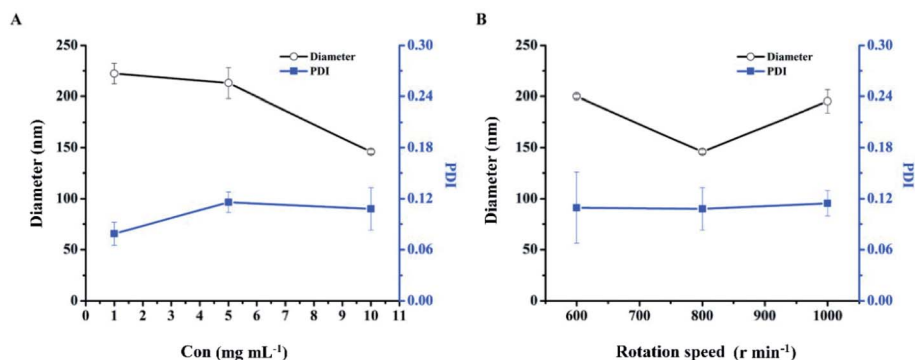 A
B
250
200
150
100
50
0
Diameter (nm)
Diameter
PDI
0.30
0.24
0.18
0.12
0.06
0.00
PDI
0 1 2 3 4 5 6 7 8 9 10 11
Con (mg mL⁻¹)
250
200
150
100
50
0
Diameter (nm)
Diameter
PDI
0.30
0.24
0.18
0.12
0.06
0.00
PDI
600 700 800 900 1000
Rotation speed (r min⁻¹)